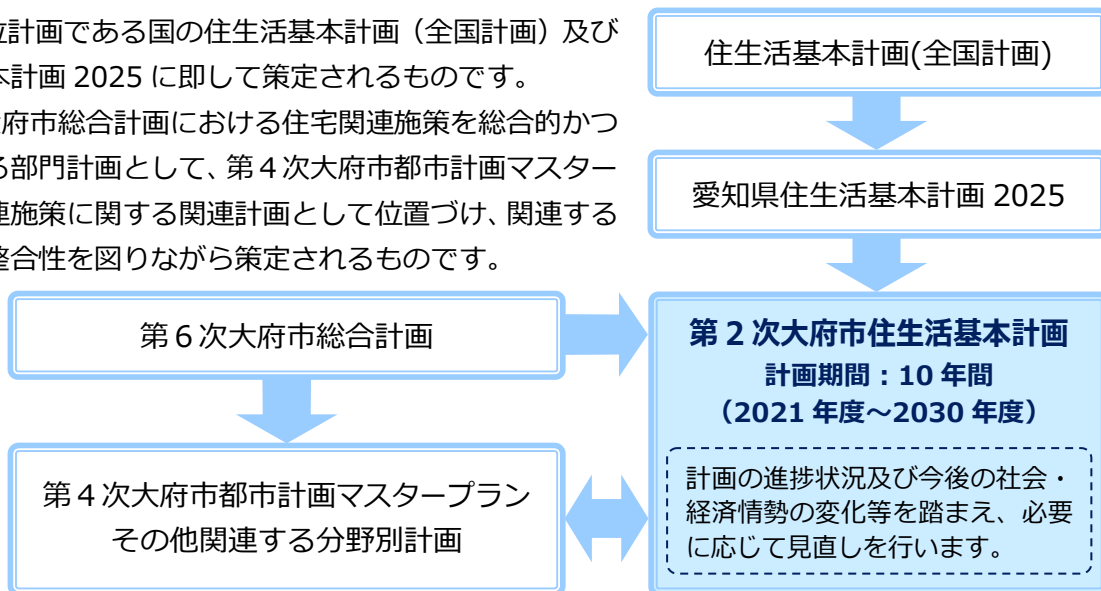 位計画である国の住生活基本計画（全国計画）及び
本計画 2025 に即して策定されるものです。
府市総合計画における住宅関連施策を総合的かつ
る部門計画として、第４次大府市都市計画マスター
連施策に関する関連計画として位置づけ、関連する
整合性を図りながら策定されるものです。
住生活基本計画(全国計画)
愛知県住生活基本計画 2025
第６次大府市総合計画
第２次大府市住生活基本計画
計画期間：10 年間
（2021 年度～2030 年度）
計画の進捗状況及び今後の社会・
経済情勢の変化等を踏まえ、必要
に応じて見直しを行います。
第４次大府市都市計画マスタープラン
その他関連する分野別計画